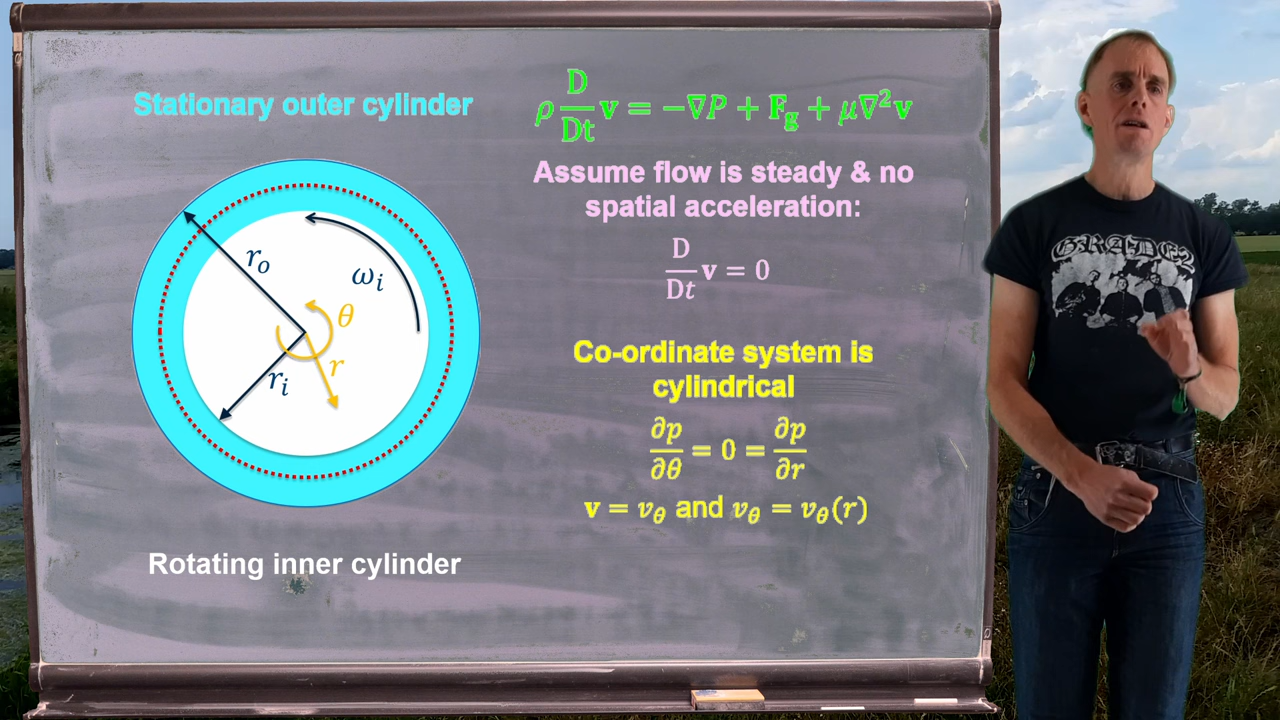 Stationary outer cylinder
r_o
ω_i
θ
r
r_i
Rotating inner cylinder
ρ D/Dt v = −∇P + F_g + μ∇²v
Assume flow is steady & no
spatial acceleration:
D/Dt v = 0
Co-ordinate system is
cylindrical
∂p/∂θ = 0 = ∂p/∂r
v = v_θ and v_θ = v_θ(r)
GRADE2